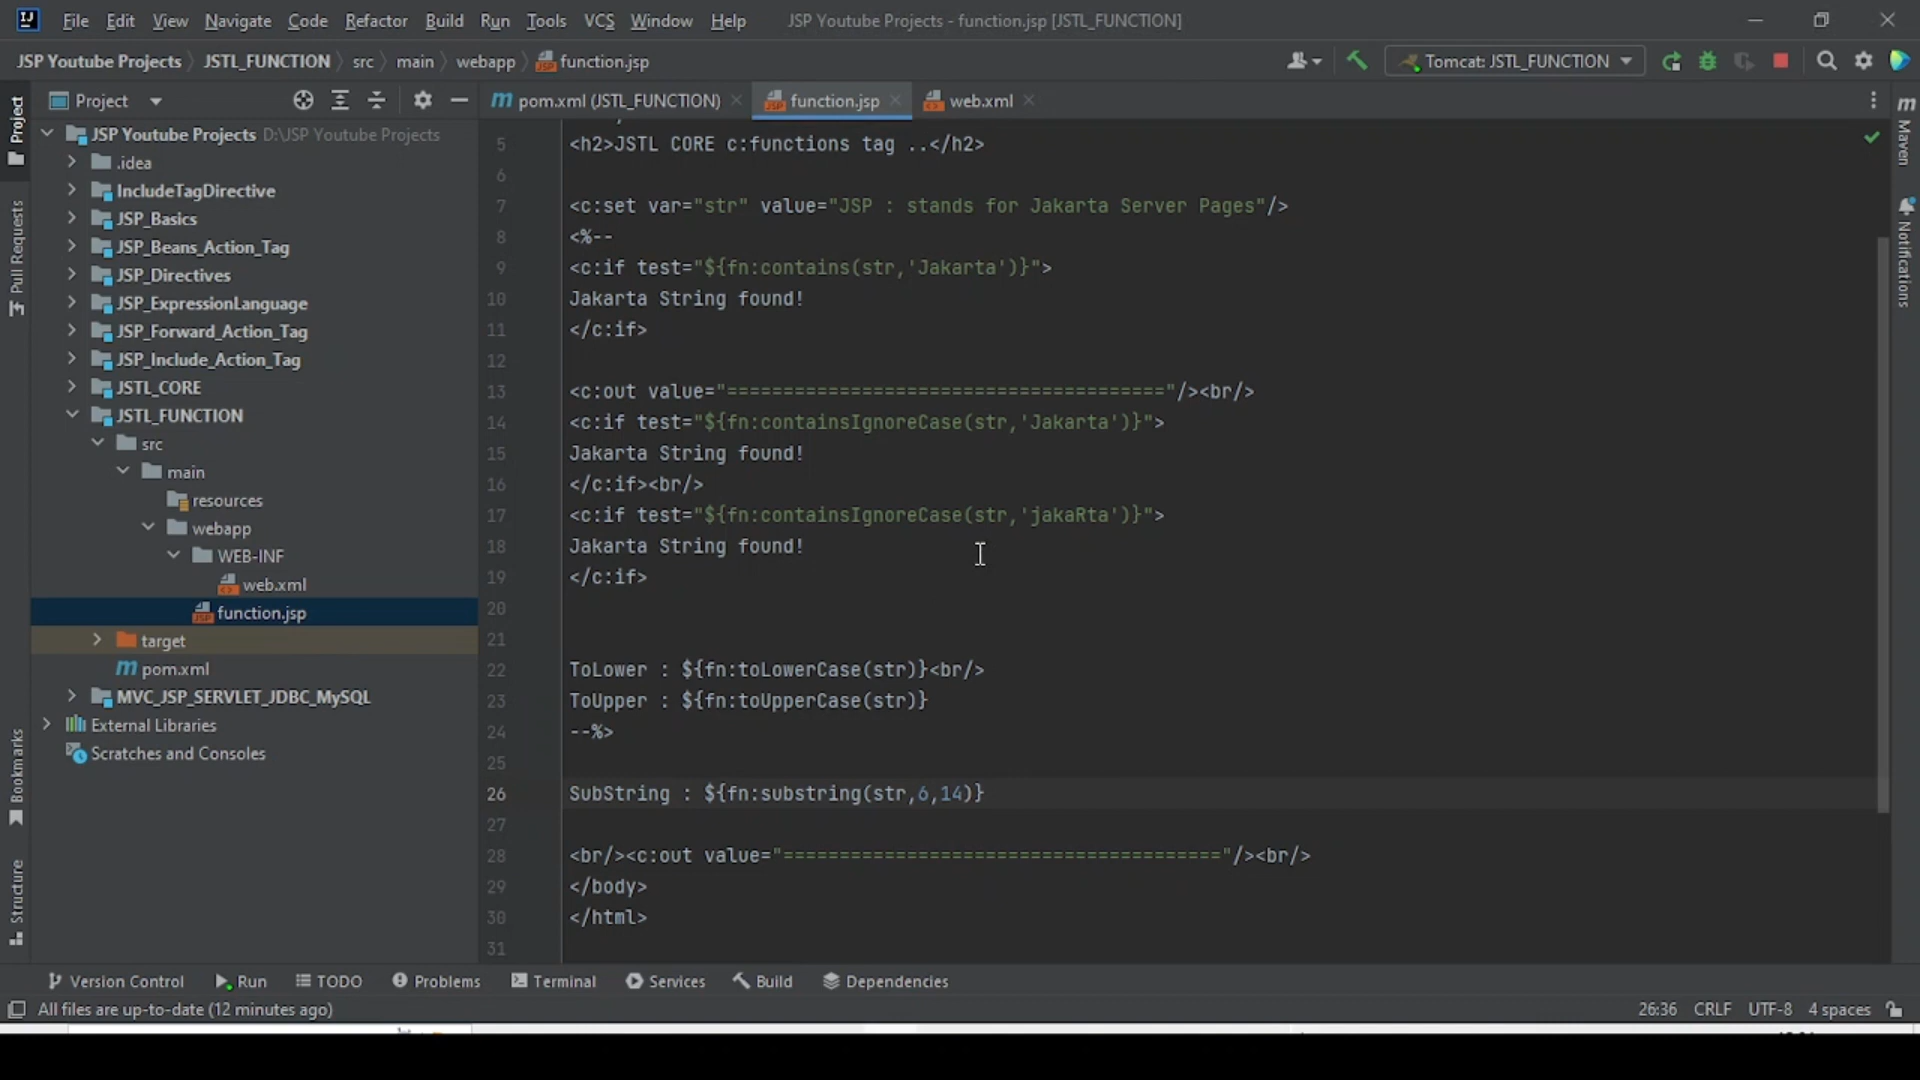 File Edit View Navigate Code Refactor Build Run Tools VCS Window Help JSP Youtube Projects - function.jsp [JSTL_FUNCTION]
JSP Youtube Projects JSTL_FUNCTION src main webapp function.jsp Tomcat: JSTL_FUNCTION
Project pom.xml (JSTL_FUNCTION) function.jsp web.xml
Project
Pull Requests
Bookmarks
Structure
Maven
Notifications
JSP Youtube Projects D:\JSP Youtube Projects
.idea
IncludeTagDirective
JSP_Basics
JSP_Beans_Action_Tag
JSP_Directives
JSP_ExpressionLanguage
JSP_Forward_Action_Tag
JSP_Include_Action_Tag
JSTL_CORE
JSTL_FUNCTION
src
main
resources
webapp
WEB-INF
web.xml
function.jsp
target
pom.xml
MVC_JSP_SERVLET_JDBC_MySQL
External Libraries
Scratches and Consoles
5 <h2>JSTL CORE c:functions tag ..</h2>
6
7 <c:set var="str" value="JSP : stands for Jakarta Server Pages"/>
8 <%--
9 <c:if test="${fn:contains(str,'Jakarta')}">
10 Jakarta String found!
11 </c:if>
12
13 <c:out value="======================================="/><br/>
14 <c:if test="${fn:containsIgnoreCase(str,'Jakarta')}">
15 Jakarta String found!
16 </c:if><br/>
17 <c:if test="${fn:containsIgnoreCase(str,'jakaRta')}">
18 Jakarta String found!
19 </c:if>
20
21
22 ToLower : ${fn:toLowerCase(str)}<br/>
23 ToUpper : ${fn:toUpperCase(str)}
24 --%>
25
26 SubString : ${fn:substring(str,6,14)}
27
28 <br/><c:out value="======================================="/><br/>
29 </body>
30 </html>
31
Version Control Run TODO Problems Terminal Services Build Dependencies
All files are up-to-date (12 minutes ago) 26:36 CRLF UTF-8 4 spaces